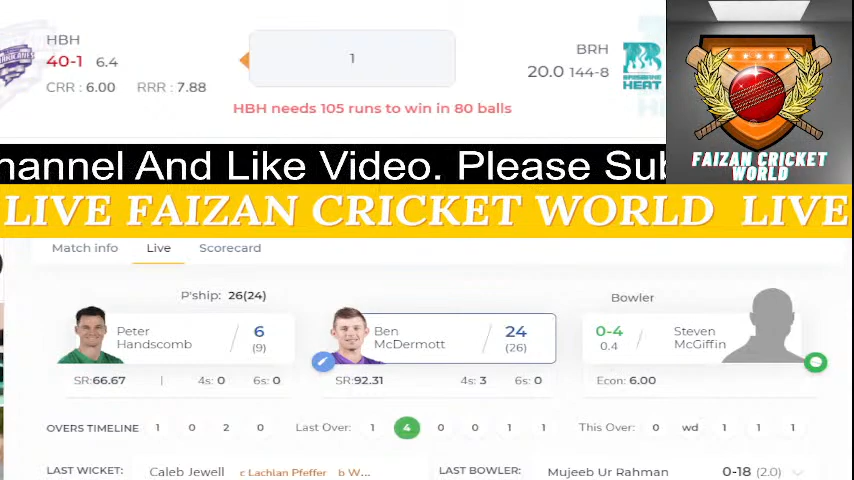 HBH
40-1 6.4
CRR : 6.00 RRR : 7.88
1
HBH needs 105 runs to win in 80 balls
BRH
20.0 144-8
HURRICANES
BRISBANE HEAT
FAIZAN CRICKET
WORLD
hannel And Like Video. Please Sub
LIVE FAIZAN CRICKET WORLD LIVE
Match info Live Scorecard
P'ship: 26(24)
Bowler
Peter Handscomb / 6 (9)
Ben McDermott / 24 (26)
0-4 0.4 / Steven McGiffin
SR:66.67 | 4s: 0 6s: 0
SR:92.31 4s: 3 6s: 0
Econ: 6.00
OVERS TIMELINE 1 0 2 0 Last Over: 1 4 0 0 1 1 This Over: 0 wd 1 1 1
LAST WICKET: Caleb Jewell c Lachlan Pfeffer b W... LAST BOWLER: Mujeeb Ur Rahman 0-18 (2.0)